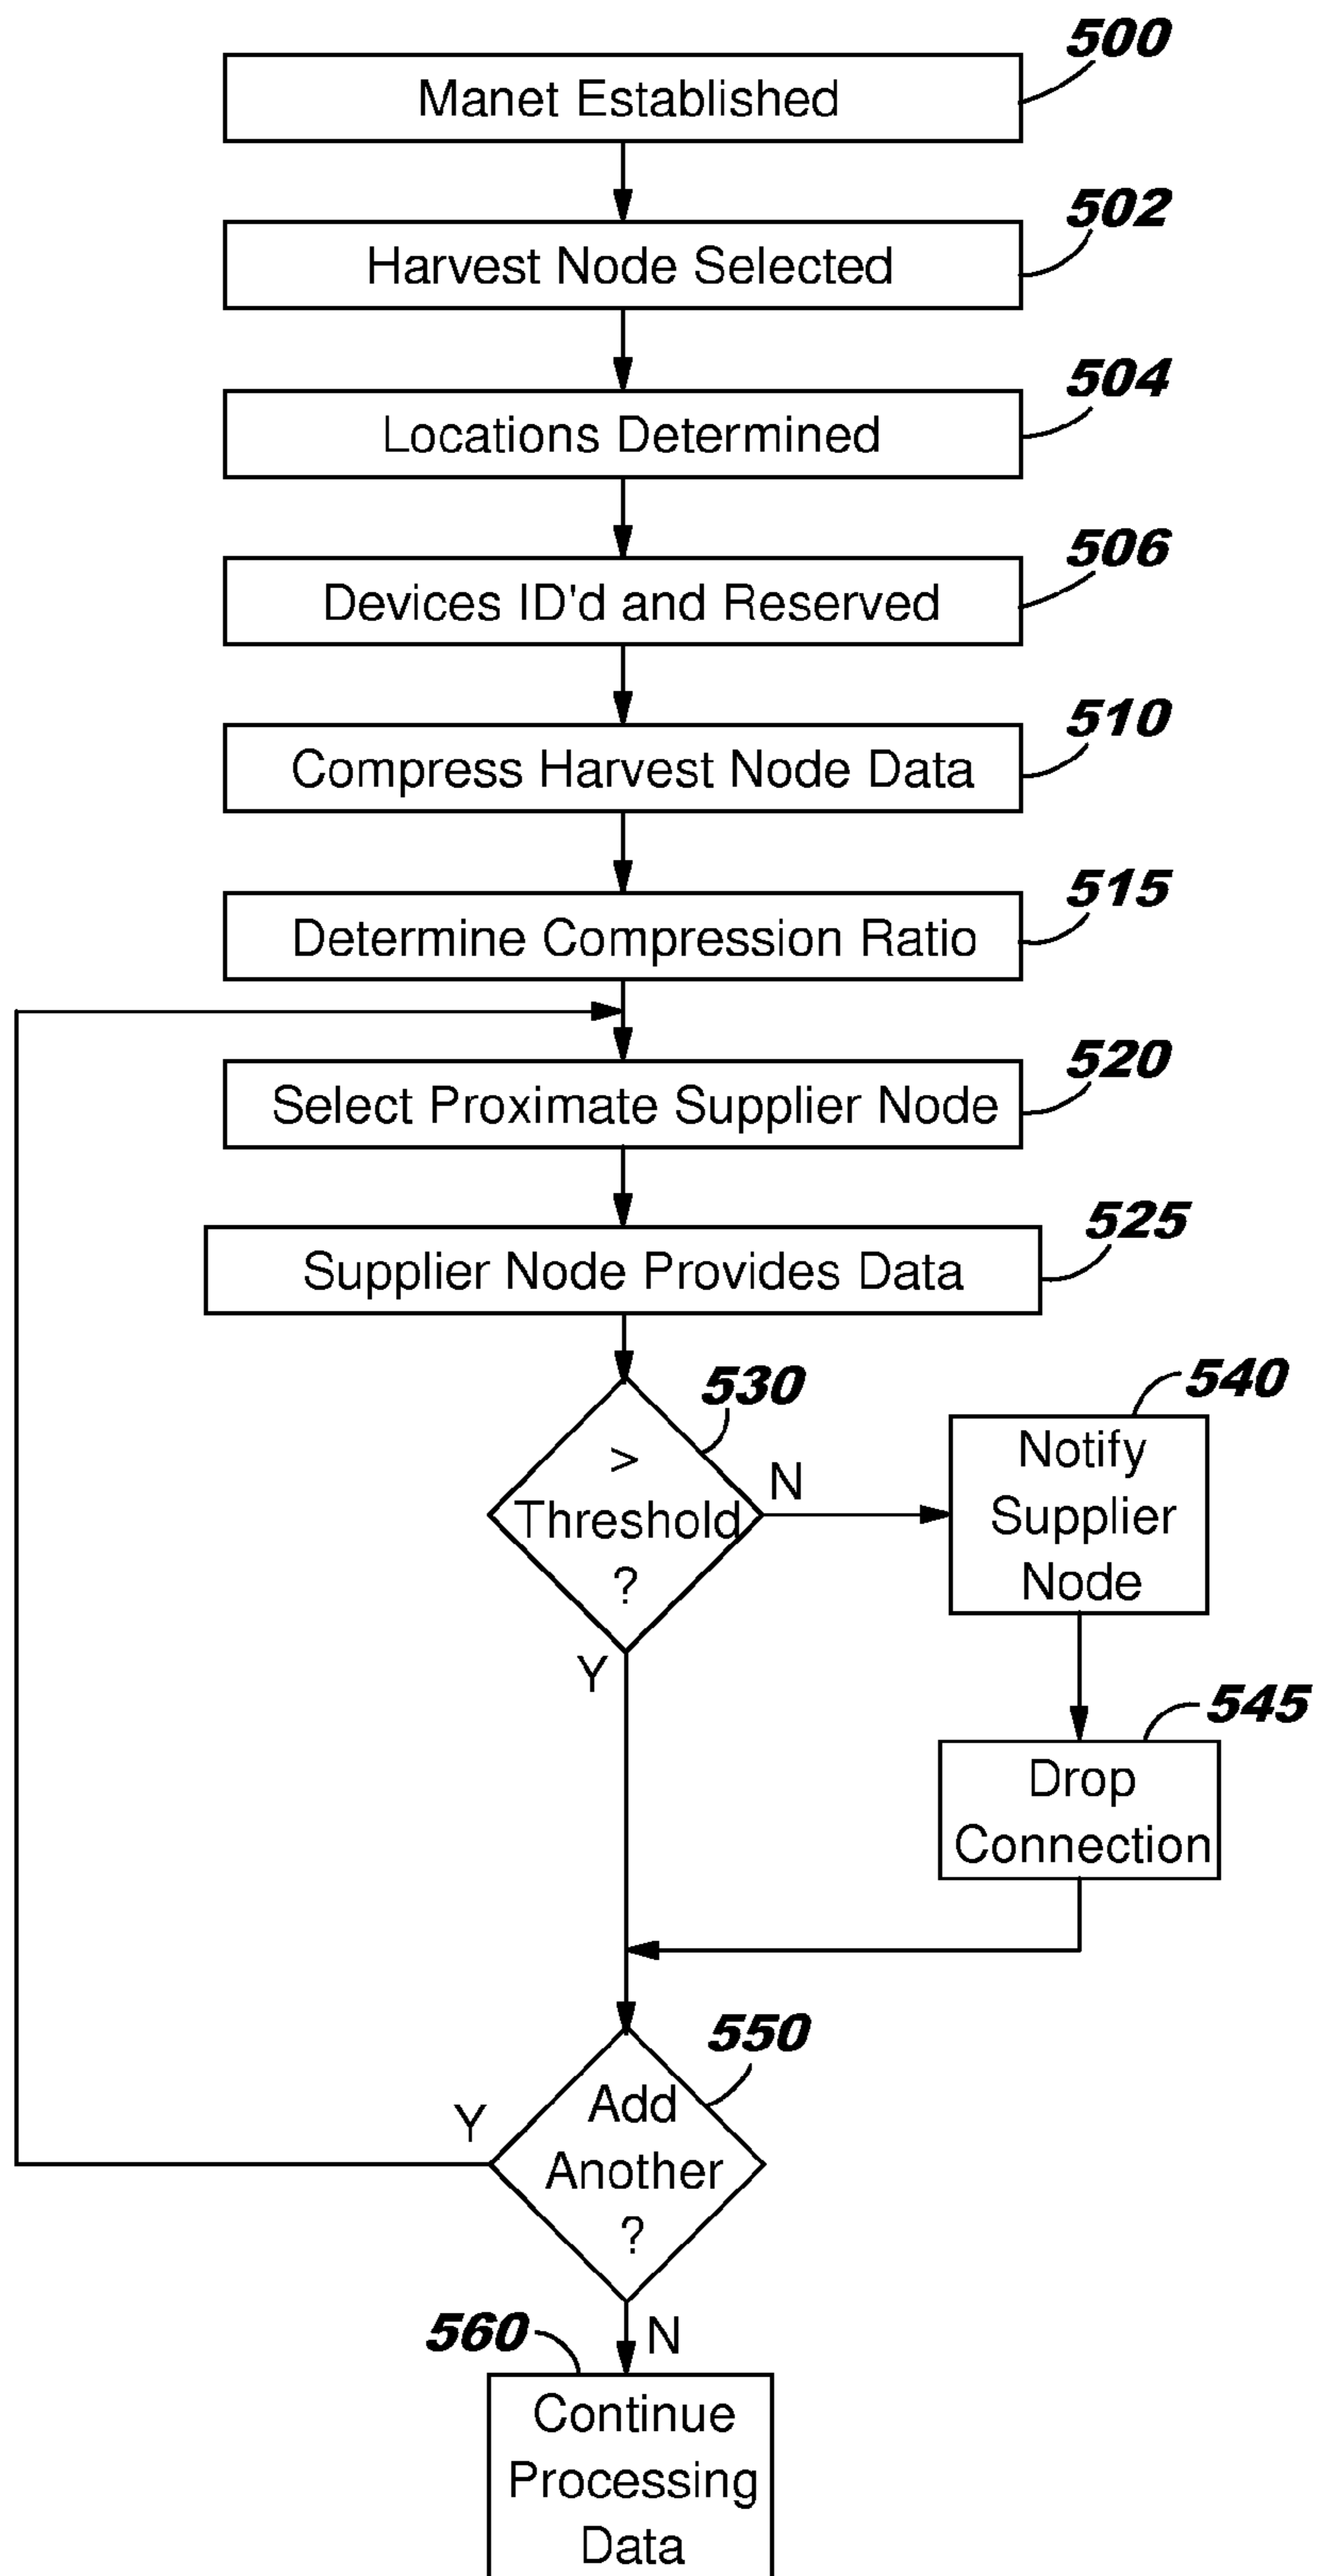 500
Manet Established
502
Harvest Node Selected
504
Locations Determined
506
Devices ID'd and Reserved
510
Compress Harvest Node Data
515
Determine Compression Ratio
520
Select Proximate Supplier Node
525
Supplier Node Provides Data
530
>
Threshold
?
N
Y
540
Notify
Supplier
Node
545
Drop
Connection
550
Add
Another
?
Y
N
560
Continue
Processing
Data